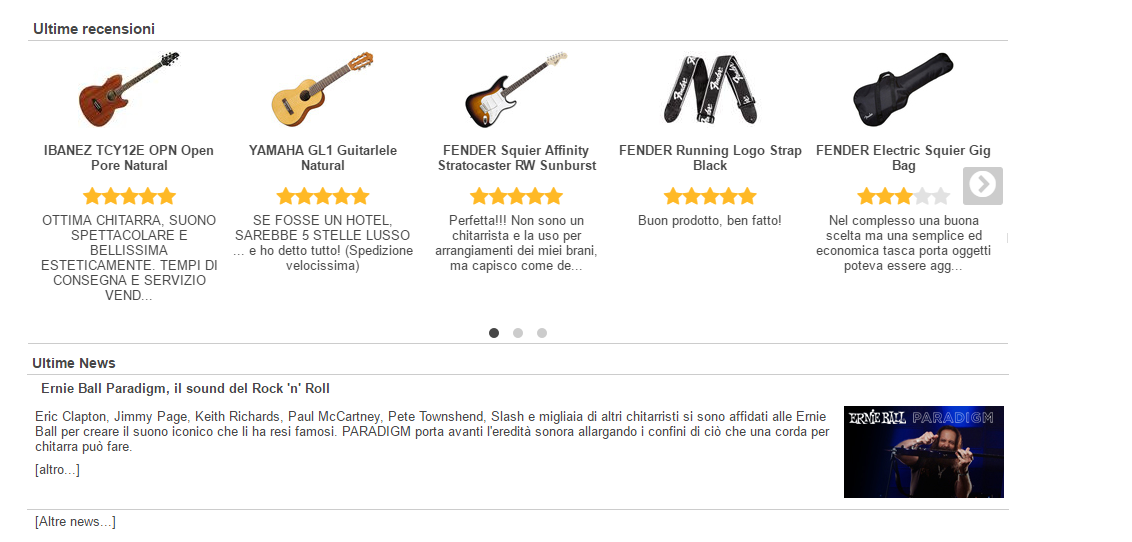 Ultime recensioni
IBANEZ TCY12E OPN Open
Pore Natural
OTTIMA CHITARRA, SUONO
SPETTACOLARE E
BELLISSIMA
ESTETICAMENTE. TEMPI DI
CONSEGNA E SERVIZIO
VEND...
YAMAHA GL1 Guitarlele
Natural
SE FOSSE UN HOTEL,
SAREBBE 5 STELLE LUSSO
... e ho detto tutto! (Spedizione
velocissima)
FENDER Squier Affinity
Stratocaster RW Sunburst
Perfetta!!! Non sono un
chitarrista e la uso per
arrangiamenti dei miei brani,
ma capisco come de...
FENDER Running Logo Strap
Black
Buon prodotto, ben fatto!
FENDER Electric Squier Gig
Bag
Nel complesso una buona
scelta ma una semplice ed
economica tasca porta oggetti
poteva essere agg...
Ultime News
Ernie Ball Paradigm, il sound del Rock 'n' Roll
Eric Clapton, Jimmy Page, Keith Richards, Paul McCartney, Pete Townshend, Slash e migliaia di altri chitarristi si sono affidati alle Ernie
Ball per creare il suono iconico che li ha resi famosi. PARADIGM porta avanti l'eredità sonora allargando i confini di ciò che una corda per
chitarra può fare.
[altro...]
ERNIE BALL PARADIGM
[Altre news...]